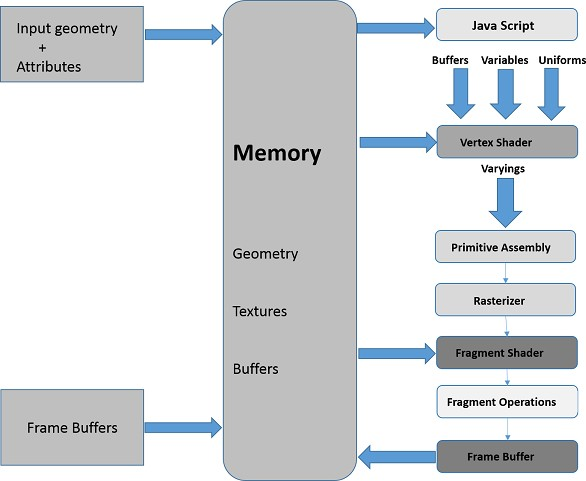 Input geometry
+
Attributes
Frame Buffers
Memory
Geometry
Textures
Buffers
Java Script
Buffers Variables Uniforms
Vertex Shader
Varyings
Primitive Assembly
Rasterizer
Fragment Shader
Fragment Operations
Frame Buffer